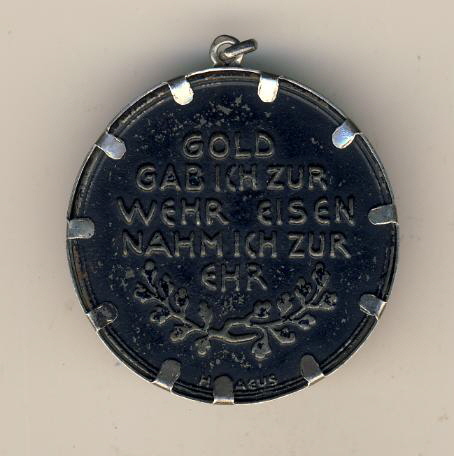 GOLD
GAB ICH ZUR
WEHR EISEN
NAHM ICH ZUR
EHR